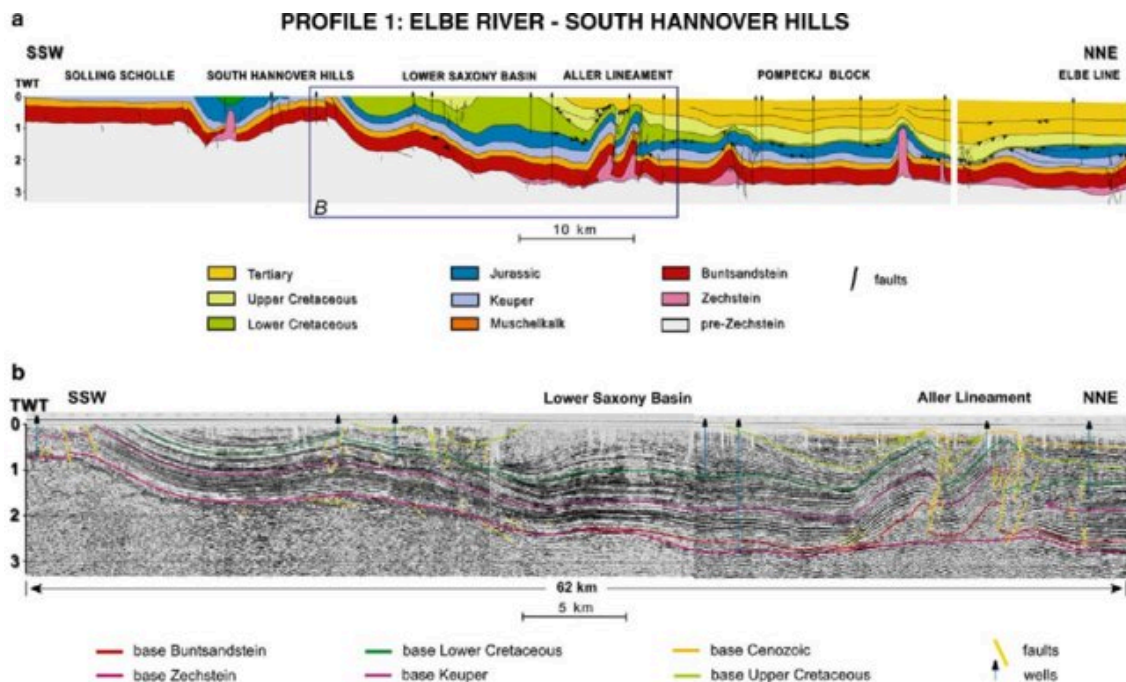 a
PROFILE 1: ELBE RIVER - SOUTH HANNOVER HILLS
SSW NNE
TWT SOLLING SCHOLLE SOUTH HANNOVER HILLS LOWER SAXONY BASIN ALLER LINEAMENT POMPECKJ BLOCK ELBE LINE
0
1
2
3
B
10 km
Tertiary Jurassic Buntsandstein / faults
Upper Cretaceous Keuper Zechstein
Lower Cretaceous Muschelkalk pre-Zechstein
b
TWT SSW Lower Saxony Basin Aller Lineament NNE
0
1
2
3
62 km
5 km
base Buntsandstein base Lower Cretaceous base Cenozoic faults
base Zechstein base Keuper base Upper Cretaceous wells